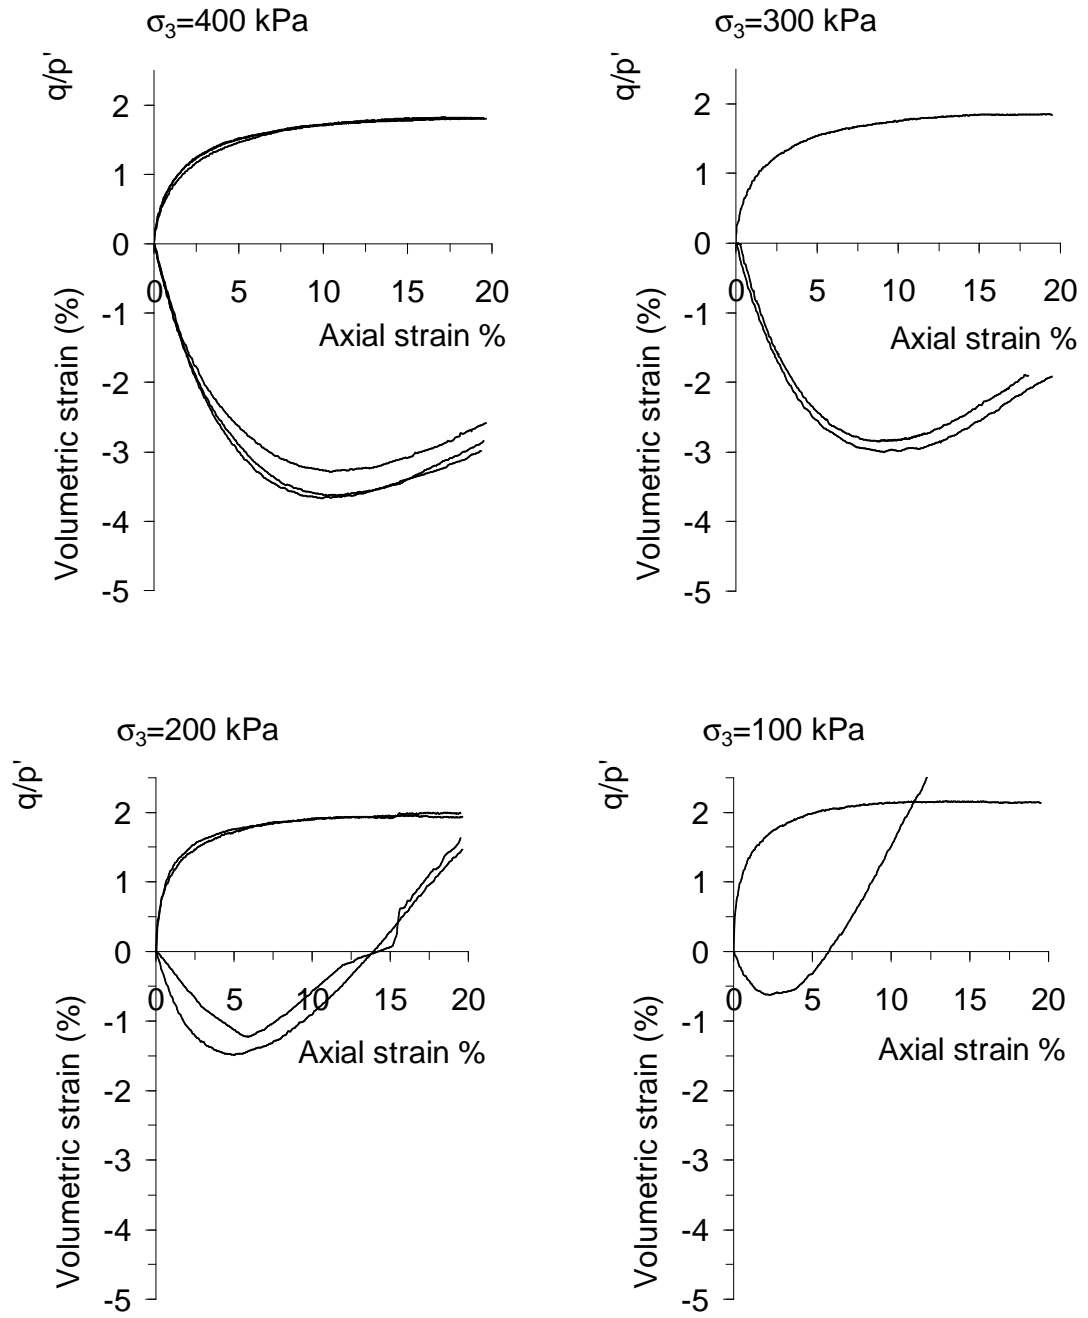 σ3=400 kPa
q/p'
2
1
0
-1
-2
-3
-4
-5
0 5 10 15 20
Axial strain %
Volumetric strain (%)
σ3=300 kPa
q/p'
2
1
0
-1
-2
-3
-4
-5
0 5 10 15 20
Axial strain %
Volumetric strain (%)
σ3=200 kPa
q/p'
2
1
0
-1
-2
-3
-4
-5
0 5 10 15 20
Axial strain %
Volumetric strain (%)
σ3=100 kPa
q/p'
2
1
0
-1
-2
-3
-4
-5
0 5 10 15 20
Axial strain %
Volumetric strain (%)